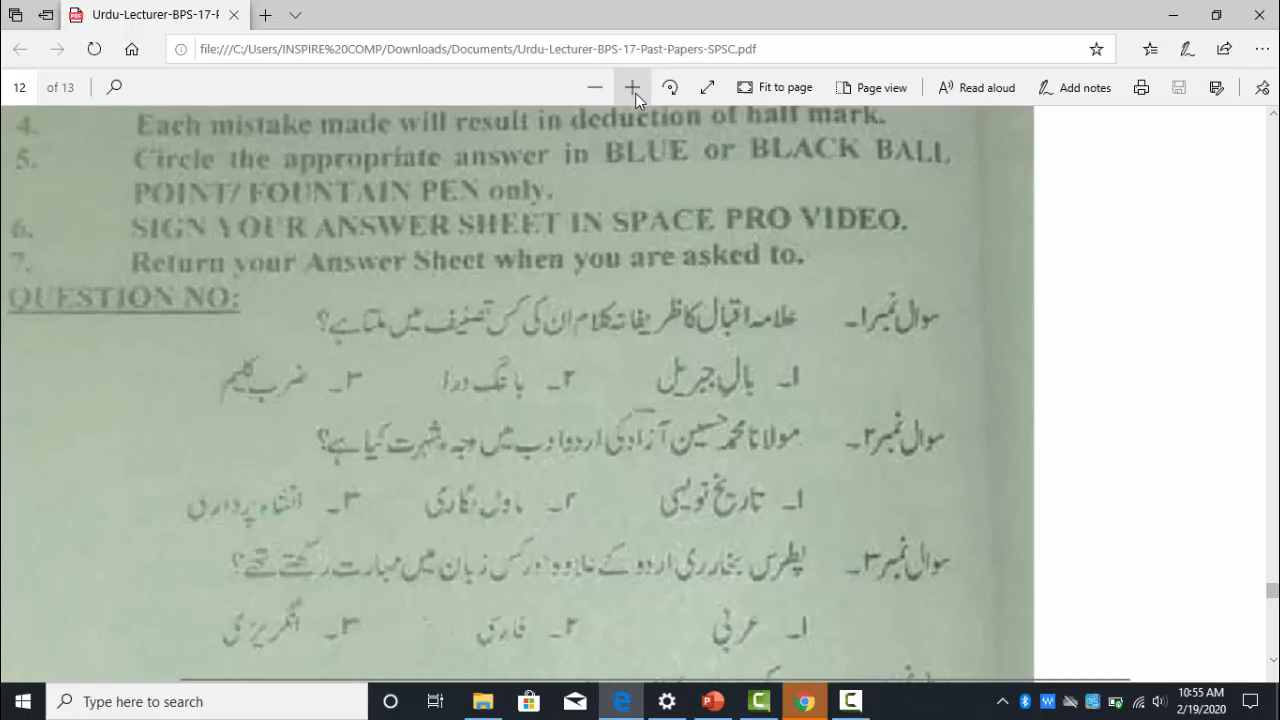 Urdu-Lecturer-BPS-17-P
file:///C:/Users/INSPIRE%20COMP/Downloads/Documents/Urdu-Lecturer-BPS-17-Past-Papers-SPSC.pdf
12 of 13 Fit to page Page view Read aloud Add notes
4. Each mistake made will result in deduction of half mark.
5. Circle the appropriate answer in BLUE or BLACK BALL
POINT/ FOUNTAIN PEN only.
6. SIGN YOUR ANSWER SHEET IN SPACE PRO VIDEO.
7. Return your Answer Sheet when you are asked to.
QUESTION NO:
سوال نمبر۱۔ علامہ اقبال کا ظریفانہ کلام ان کی کس تصنیف میں ملتا ہے؟
۱۔ بالِ جبریل ۲۔ بانگ درا ۳۔ ضرب کلیم
سوال نمبر۲۔ مولانا محمد حسین آزاد کی اردو ادب میں وجہ شہرت کیا ہے؟
۱۔ تاریخ نویسی ۲۔ ناول نگاری ۳۔ انشاء پردازی
سوال نمبر۳۔ پطرس بخاری اردو کے علاوہ اور کس زبان میں مہارت رکھتے تھے؟
۱۔ عربی ۲۔ فارسی ۳۔ انگریزی
Type here to search
10:55 AM
2/19/2020